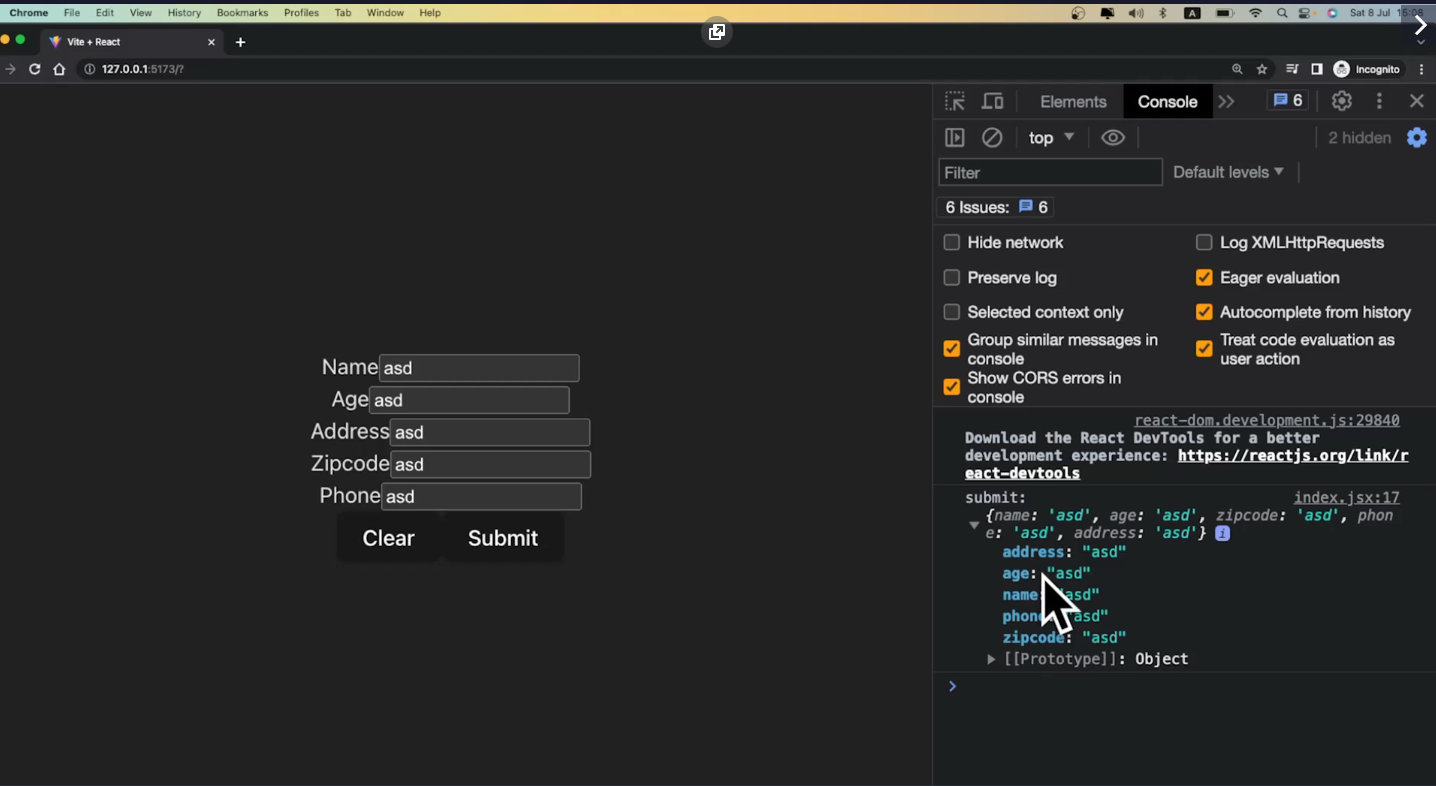 Chrome File Edit View History Bookmarks Profiles Tab Window Help
A Sat 8 Jul 15:08
Vite + React
127.0.0.1:5173/?
Incognito
Elements Console 6
top 2 hidden
Filter Default levels
6 Issues: 6
Hide network Log XMLHttpRequests
Preserve log Eager evaluation
Selected context only Autocomplete from history
Group similar messages in console
Treat code evaluation as user action
Show CORS errors in console
react-dom.development.js:29840
Download the React DevTools for a better
development experience: https://reactjs.org/link/r
eact-devtools
submit: index.jsx:17
{name: 'asd', age: 'asd', zipcode: 'asd', phon
e: 'asd', address: 'asd'} i
address: "asd"
age: "asd"
name: "asd"
phone: "asd"
zipcode: "asd"
[[Prototype]]: Object
Name asd
Age asd
Address asd
Zipcode asd
Phone asd
Clear Submit